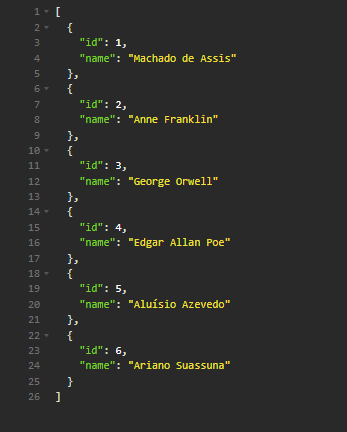 1 [
2 {
3 "id": 1,
4 "name": "Machado de Assis"
5 },
6 {
7 "id": 2,
8 "name": "Anne Franklin"
9 },
10 {
11 "id": 3,
12 "name": "George Orwell"
13 },
14 {
15 "id": 4,
16 "name": "Edgar Allan Poe"
17 },
18 {
19 "id": 5,
20 "name": "Aluísio Azevedo"
21 },
22 {
23 "id": 6,
24 "name": "Ariano Suassuna"
25 }
26 ]